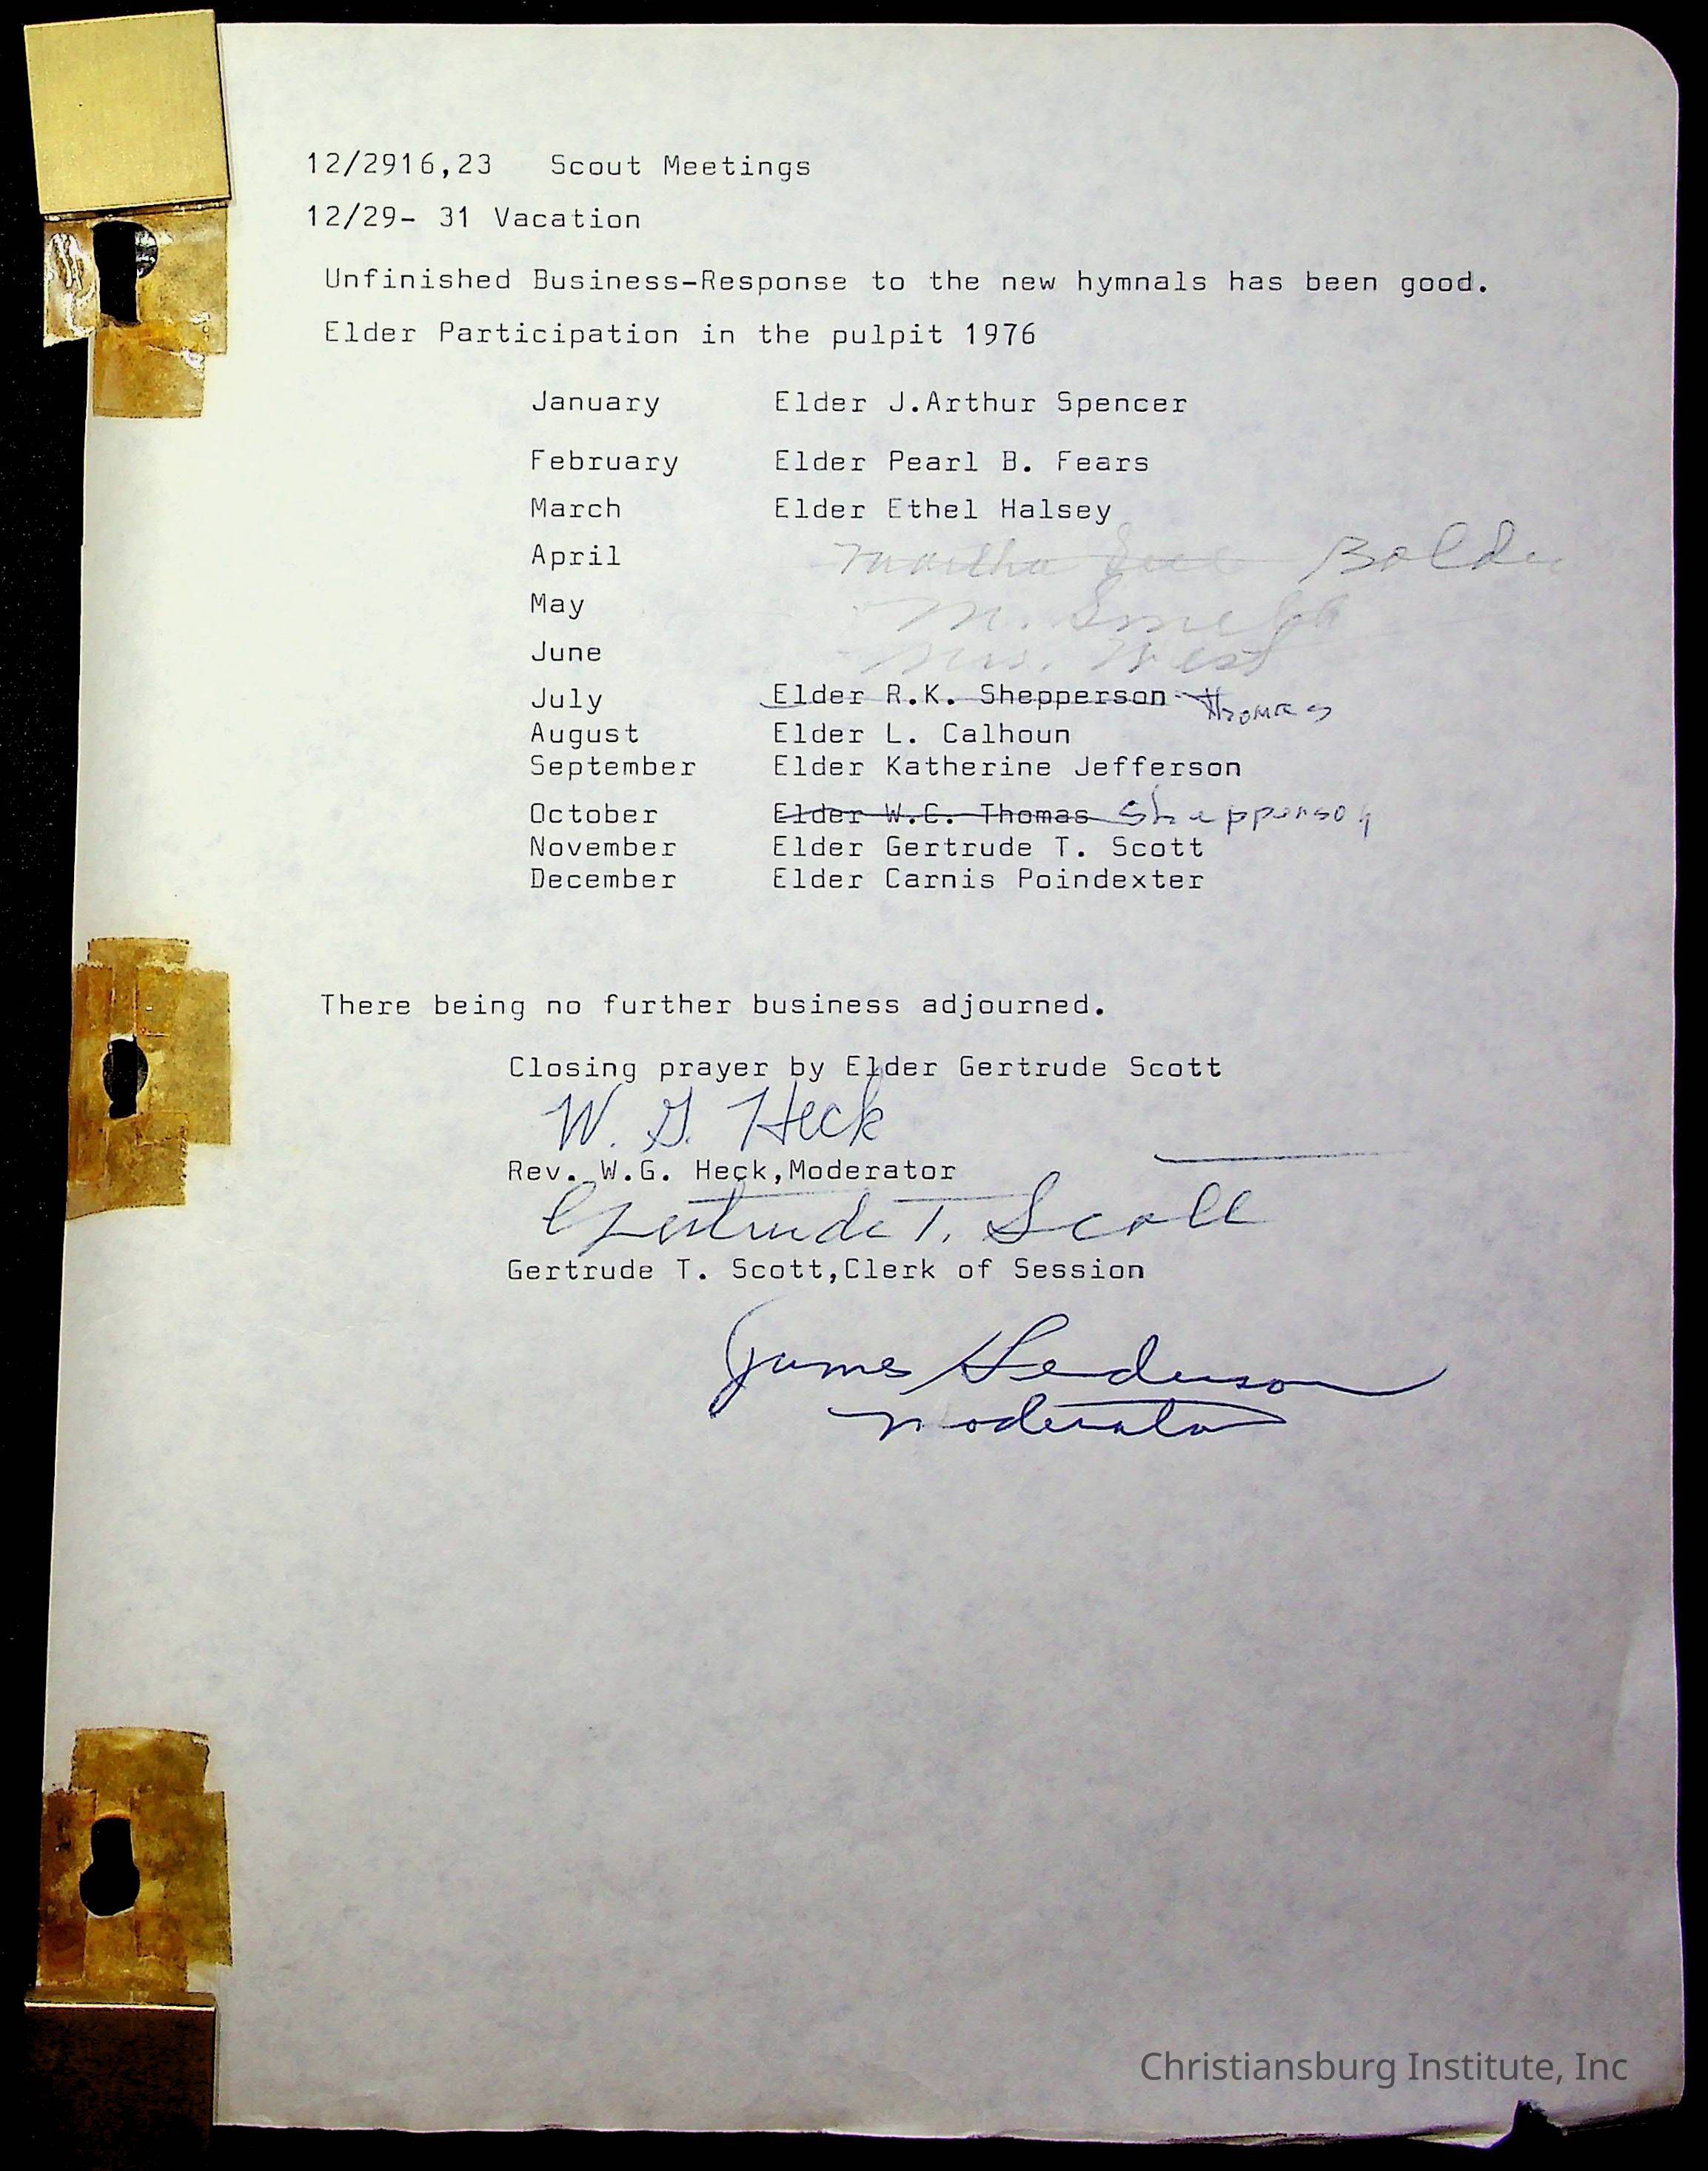 12/2916,23 Scout Meetings
12/29- 31 Vacation
Unfinished Business-Response to the new hymnals has been good.
Elder Participation in the pulpit 1976
January Elder J.Arthur Spencer
February Elder Pearl B. Fears
March Elder Ethel Halsey
April Martha
May M.
June Mrs. West
July Elder R.K. Shepperson Thomas
August Elder L. Calhoun
September Elder Katherine Jefferson
October Elder W.C. Thomas Shepperson
November Elder Gertrude T. Scott
December Elder Carnis Poindexter
There being no further business adjourned.
Closing prayer by Elder Gertrude Scott
W. G. Heck
Rev. W.G. Heck,Moderator
Gertrude T. Scott
Gertrude T. Scott,Clerk of Session
James
Moderator
Christiansburg Institute, Inc